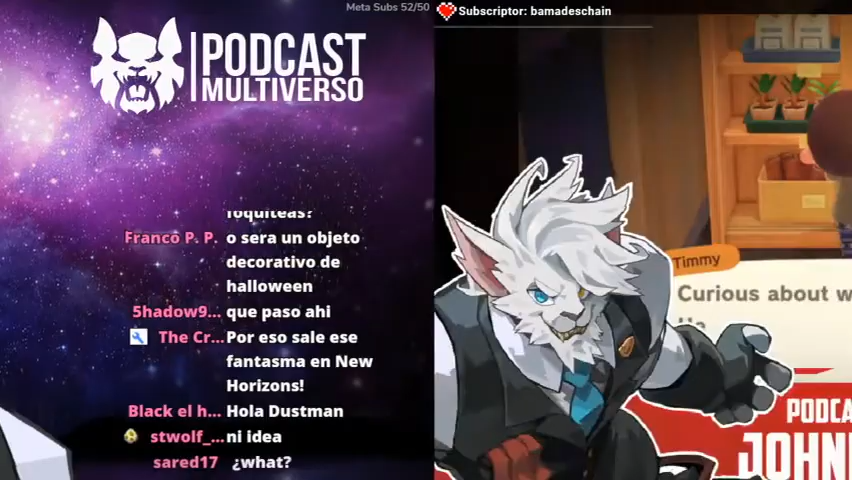 Meta Subs 52/50
Subscriptor: bamadeschain
PODCAST
MULTIVERSO
Franco P. P. o sera un objeto
decorativo de
halloween
5hadow9... que paso ahi
The Cr... Por eso sale ese
fantasma en New
Horizons!
Black el h... Hola Dustman
stwolf_... ni idea
sared17 ¿what?
Timmy
Curious about w
PODCA
JOHN